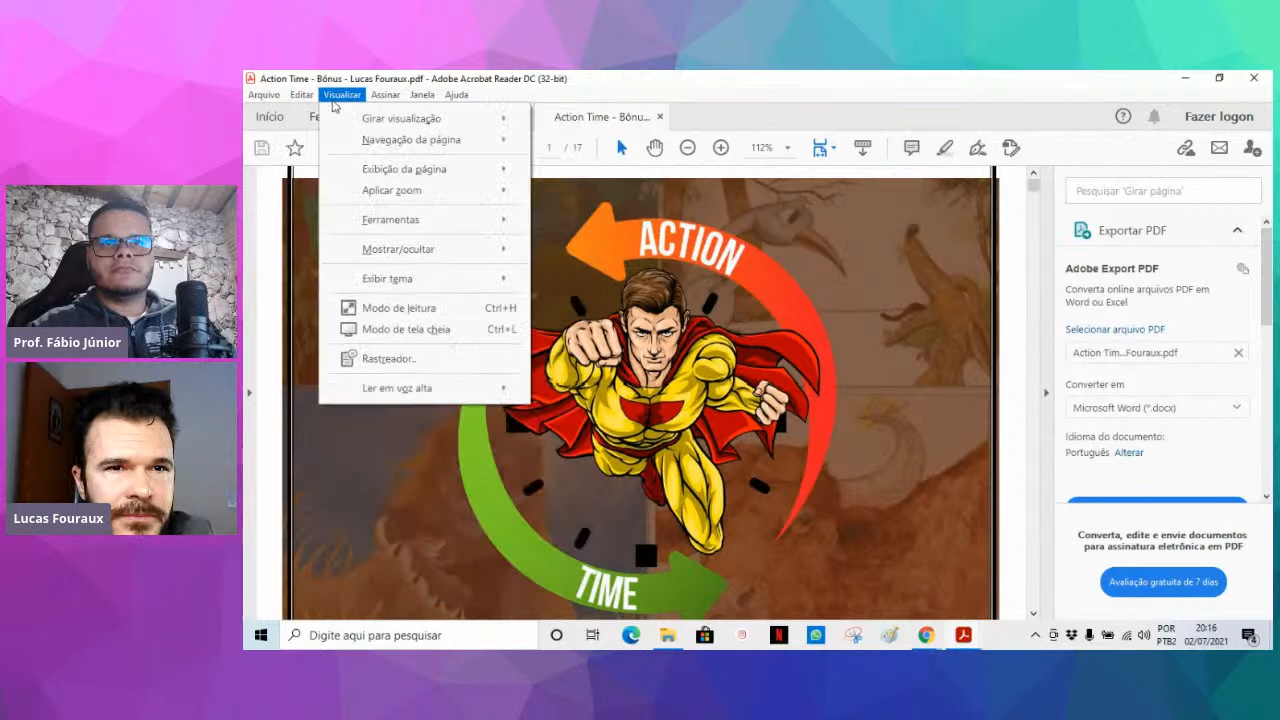 Action Time - Bônus - Lucas Fouraux.pdf - Adobe Acrobat Reader DC (32-bit)
Arquivo Editar Visualizar Assinar Janela Ajuda
Início Fe Action Time - Bônu... × Fazer logon
1 / 17 112%
Girar visualização
Navegação da página
Exibição da página
Aplicar zoom
Ferramentas
Mostrar/ocultar
Exibir tema
Modo de leitura Ctrl+H
Modo de tela cheia Ctrl+L
Rastreador..
Ler em voz alta
ACTION
TIME
Pesquisar 'Girar página'
Exportar PDF
Adobe Export PDF
Converta online arquivos PDF em
Word ou Excel
Selecionar arquivo PDF
Action Tim...Fouraux.pdf
Converter em
Microsoft Word (*.docx)
Idioma do documento:
Português Alterar
Converta, edite e envie documentos
para assinatura eletrônica em PDF
Avaliação gratuita de 7 dias
Prof. Fábio Júnior
Lucas Fouraux
Digite aqui para pesquisar
POR
PTB2
20:16
02/07/2021
4